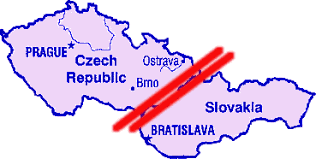 PRAGUE
Czech
Republic
Ostrava
Brno
Slovakia
BRATISLAVA